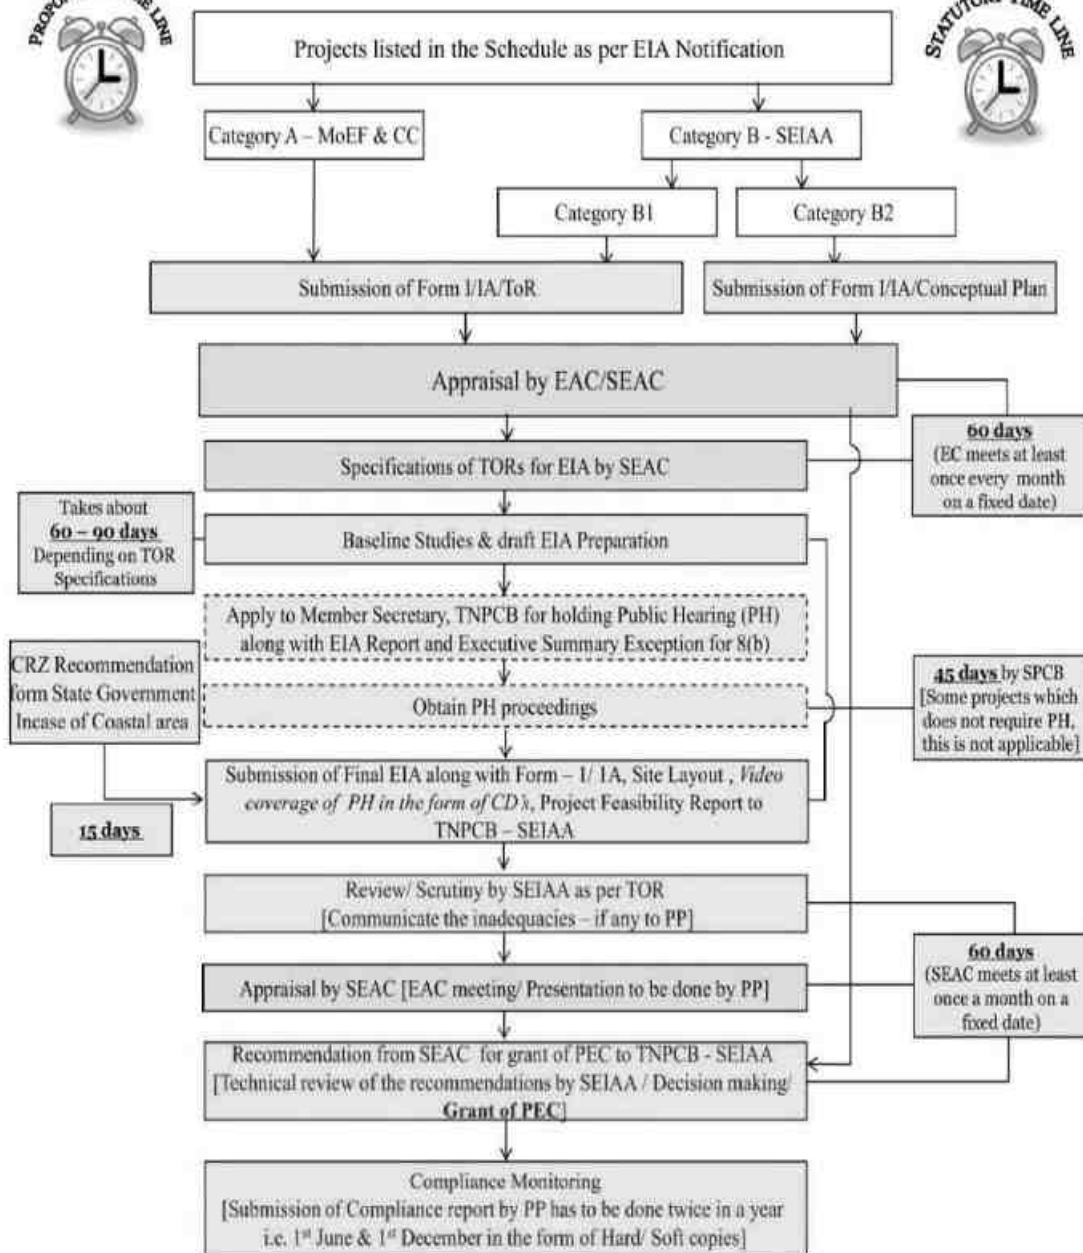 TIME LINE
STATUTORY TIME LINE
Projects listed in the Schedule as per EIA Notification
Category A – MoEF & CC
Category B - SEIAA
Category B1
Category B2
Submission of Form I/IA/ToR
Submission of Form I/IA/Conceptual Plan
Appraisal by EAC/SEAC
60 days
(EC meets at least
once every month
on a fixed date)
Specifications of TORs for EIA by SEAC
Takes about
60 – 90 days
Depending on TOR
Specifications
Baseline Studies & draft EIA Preparation
Apply to Member Secretary, TNPCB for holding Public Hearing (PH)
along with EIA Report and Executive Summary Exception for 8(b)
CRZ Recommendation
form State Government
Incase of Coastal area
45 days by SPCB
[Some projects which
does not require PH,
this is not applicable]
Obtain PH proceedings
Submission of Final EIA along with Form – 1/ 1A, Site Layout , Video
coverage of PH in the form of CD's, Project Feasibility Report to
TNPCB – SEIAA
15 days
Review/ Scrutiny by SEIAA as per TOR
[Communicate the inadequacies – if any to PP]
60 days
(SEAC meets at least
once a month on a
fixed date)
Appraisal by SEAC [EAC meeting/ Presentation to be done by PP]
Recommendation from SEAC for grant of PEC to TNPCB - SEIAA
[Technical review of the recommendations by SEIAA / Decision making/
Grant of PEC]
Compliance Monitoring
[Submission of Compliance report by PP has to be done twice in a year
i.e. 1st June & 1st December in the form of Hard/ Soft copies]